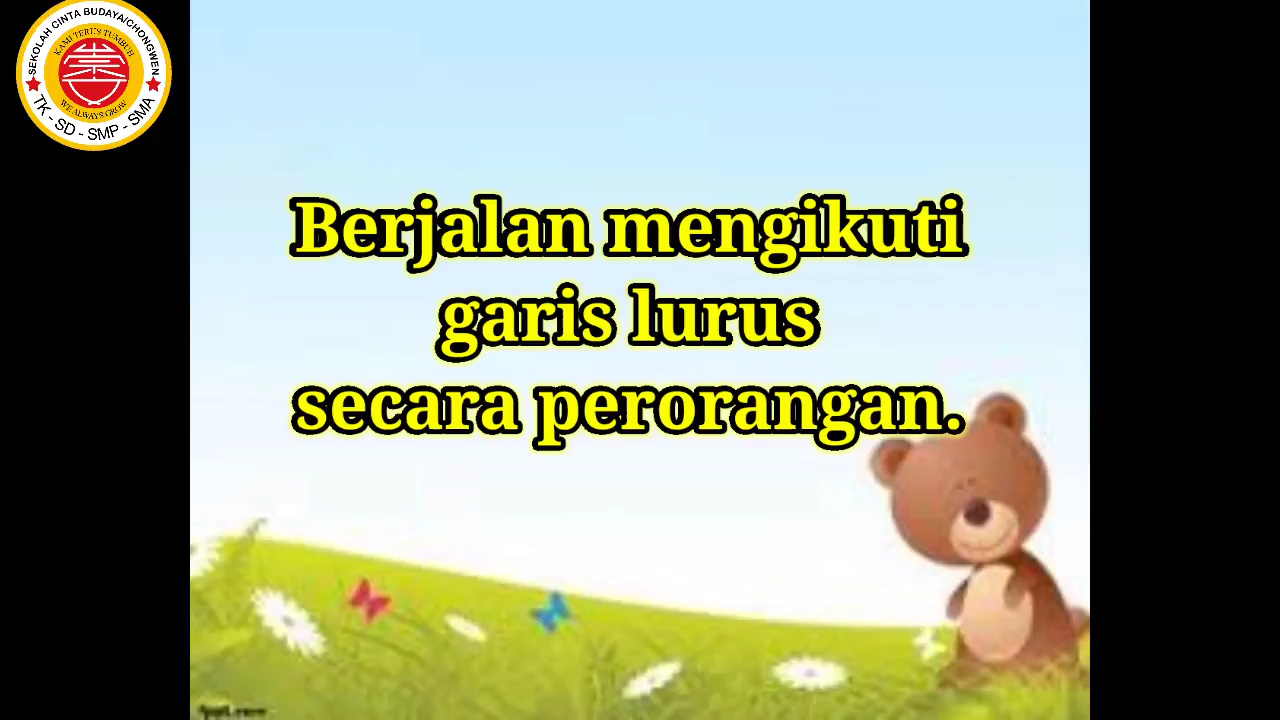 SEKOLAH CINTA BUDAYA/CHONGWEN
KAMI TERUS TUMBUH
WE ALWAYS GROW
TK - SD - SMP - SMA
Berjalan mengikuti
garis lurus
secara perorangan.